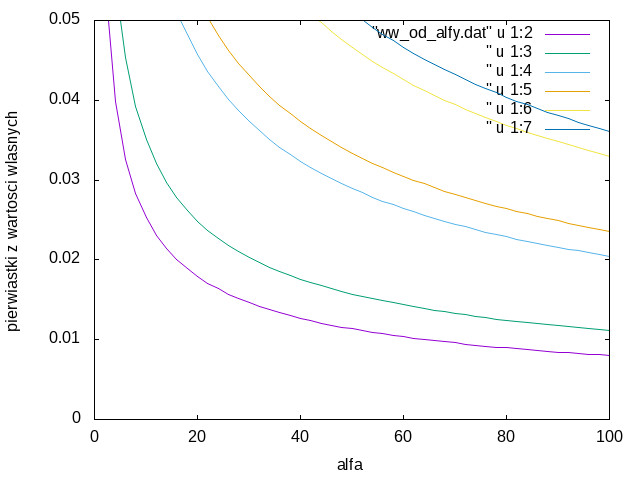 0.05
0.04
0.03
0.02
0.01
0
0 20 40 60 80 100
pierwiastki z wartosci wlasnych
alfa
"ww_od_alfy.dat" u 1:2
" u 1:3
" u 1:4
" u 1:5
" u 1:6
" u 1:7